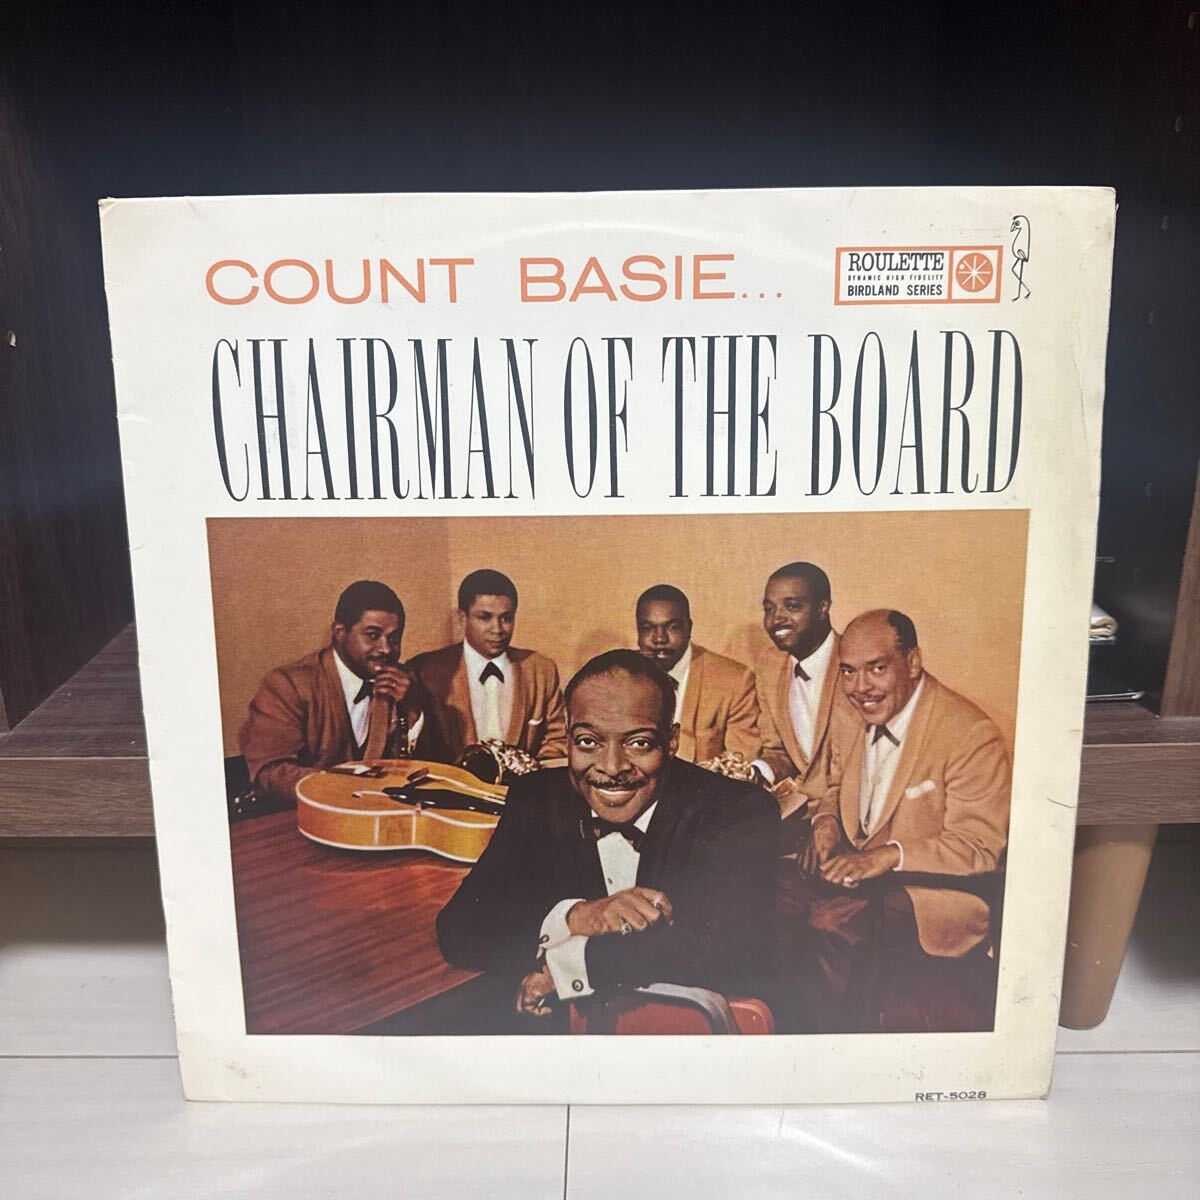 COUNT BASIE...
ROULETTE
DYNAMIC HIGH FIDELITY
BIRDLAND SERIES
CHAIRMAN OF THE BOARD
RET-5028